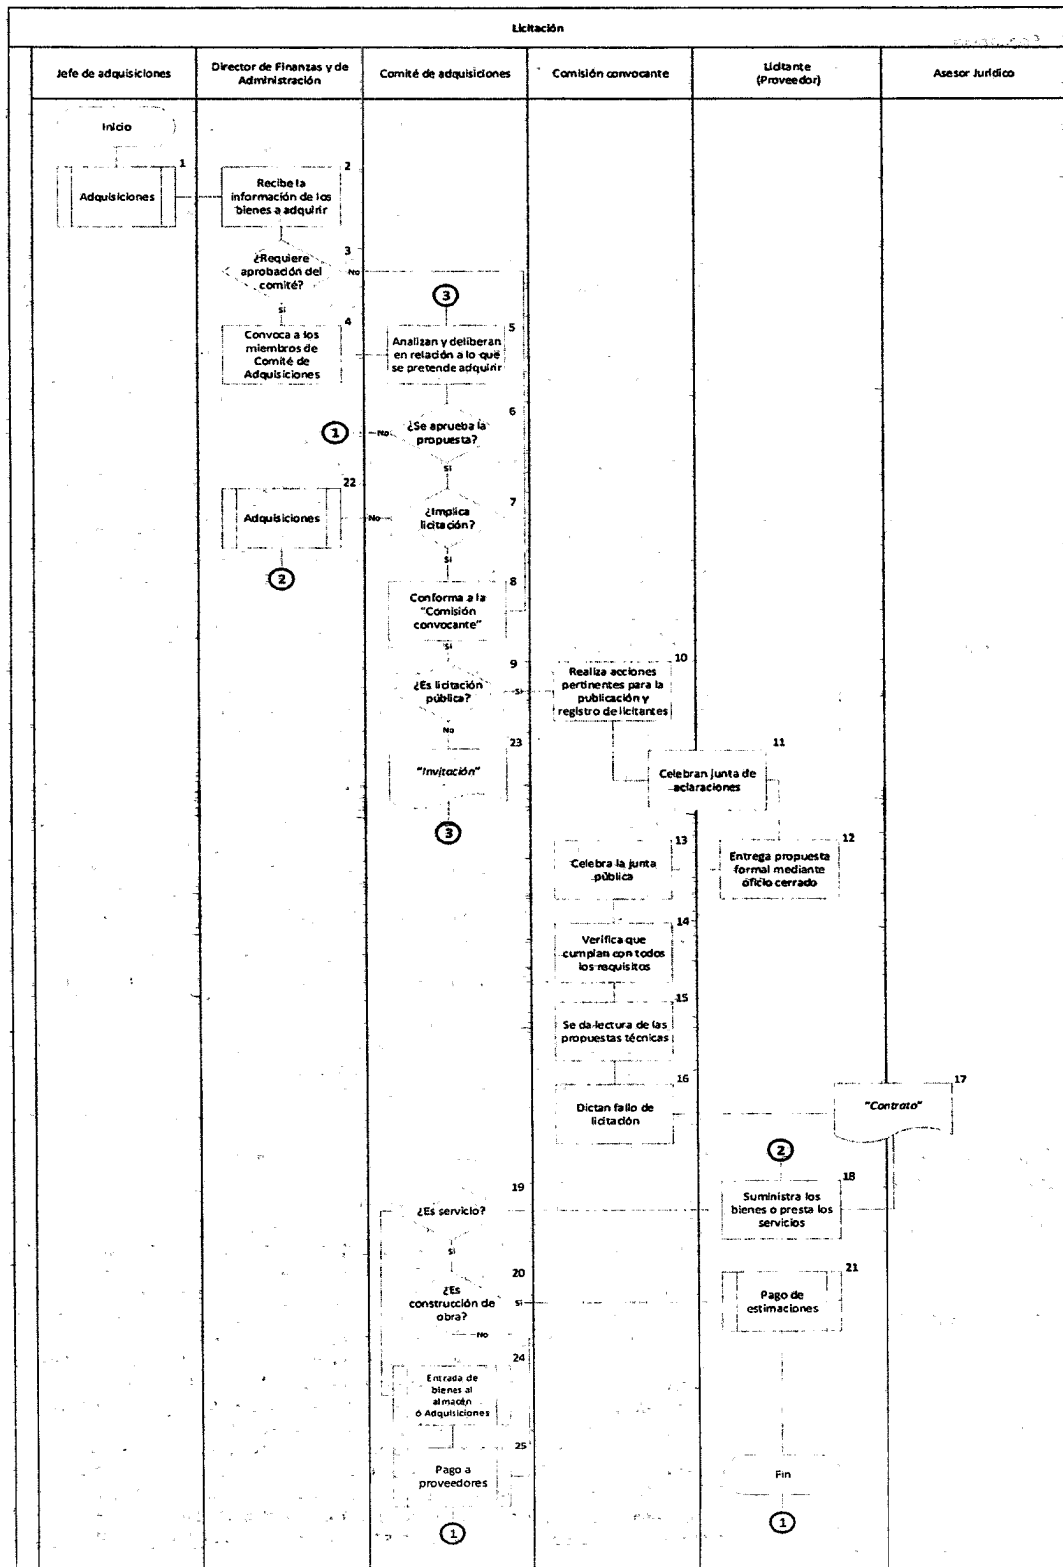 Licitación
Jefe de adquisiciones
Director de Finanzas y de
Administración
Comité de adquisiciones
Comisión convocante
Licitante
(Proveedor)
Asesor Jurídico
Inicio
1
Adquisiciones
2
Recibe la
información de los
bienes a adquirir
3
¿Requiere
aprobación del
comité?
No
Si
3
4
Convoca a los
miembros de
Comité de
Adquisiciones
5
Analizan y deliberan
en relación a lo que
se pretende adquirir
6
¿Se aprueba la
propuesta?
No
1
Si
22
Adquisiciones
2
7
¿Implica
licitación?
No
Si
8
Conforma a la
"Comisión
convocante"
Si
9
¿Es licitación
pública?
Si
No
10
Realiza acciones
pertinentes para la
publicación y
registro de licitantes
23
"Invitación"
3
11
Celebran junta de
aclaraciones
13
Celebra la junta
pública
12
Entrega propuesta
formal mediante
oficio cerrado
14
Verifica que
cumplan con todos
los requisitos
15
Se da lectura de las
propuestas técnicas
16
Dictan fallo de
licitación
17
"Contrato"
2
18
Suministra los
bienes o presta los
servicios
19
¿Es servicio?
Si
20
¿Es
construcción de
obra?
Si
No
21
Pago de
estimaciones
24
Entrada de
bienes al
almacén
ó Adquisiciones
25
Pago a
proveedores
1
Fin
1